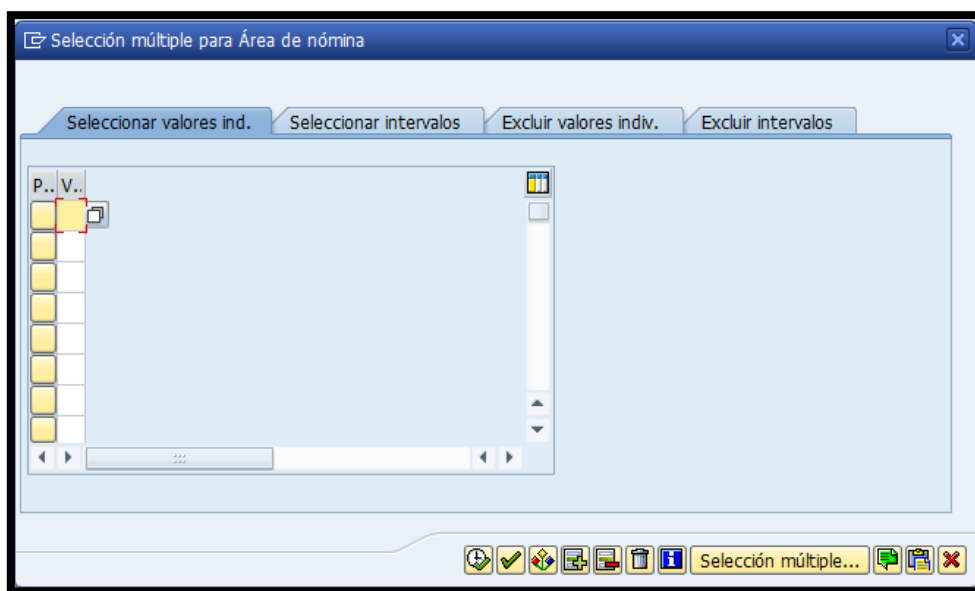 Selección múltiple para Área de nómina
Seleccionar valores ind. Seleccionar intervalos Excluir valores indiv. Excluir intervalos
P.. V..
Selección múltiple...